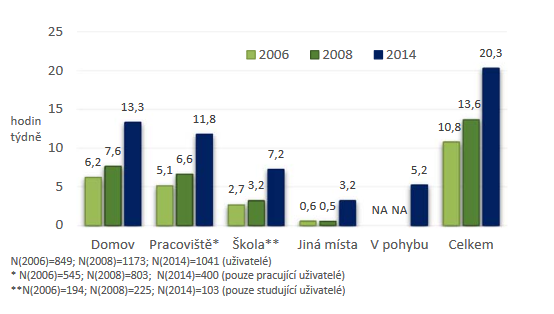 25
2006 2008 2014
20,3
20
13,3
13,6
15
11,8
10,8
hodin
týdně
10
7,6
7,2
6,2
6,6
5,1
5,2
5
2,7 3,2
3,2
0,6 0,5
NA NA
0
Domov Pracoviště* Škola** Jiná místa V pohybu Celkem
N(2006)=849; N(2008)=1173; N(2014)=1041 (uživatelé)
* N(2006)=545; N(2008)=803; N(2014)=400 (pouze pracující uživatelé)
**N(2006)=194; N(2008)=225; N(2014)=103 (pouze studující uživatelé)